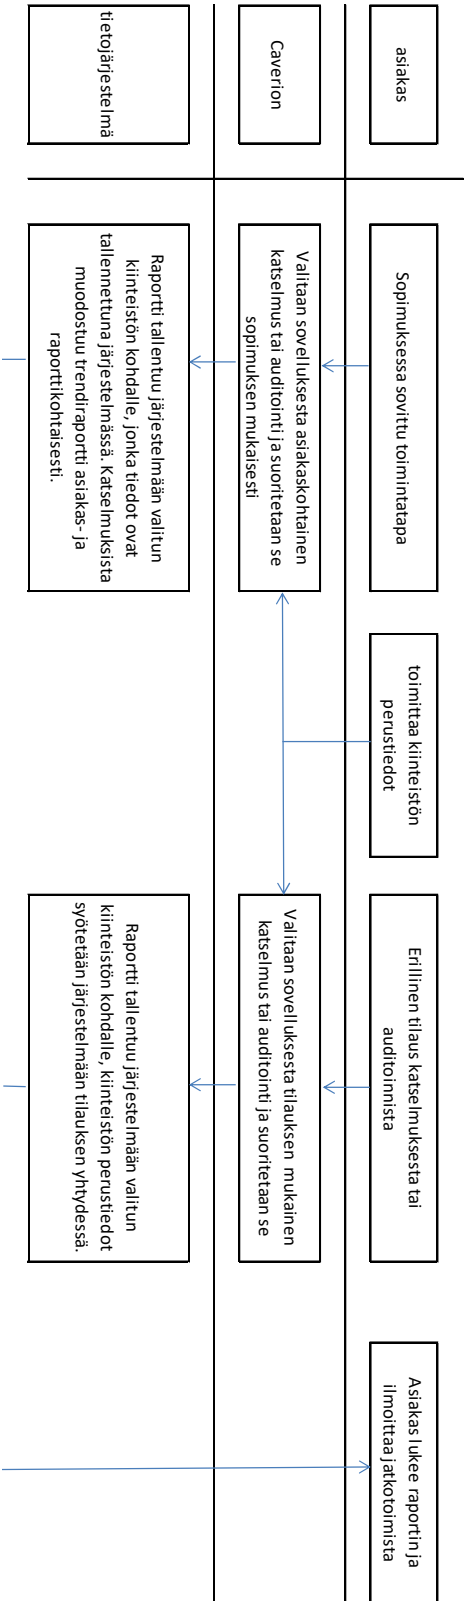 asiakas
Sopimuksessa sovittu toimintatapa
toimittaa kiinteistön
perustiedot
Erillinen tilaus katselmuksesta tai
auditoinnista
Asiakas lukee raportin ja
ilmoittaa jatkotoimista
Caverion
Valitaan sovelluksesta asiakaskohtainen
katselmus tai auditointi ja suoritetaan se
sopimuksen mukaisesti
Valitaan sovelluksesta tilauksen mukainen
katselmus tai auditointi ja suoritetaan se
tietojärjestelmä
Raportti tallentuu järjestelmään valitun
kiinteistön kohdalle, jonka tiedot ovat
tallennettuna järjestelmässä. Katselmuksista
muodostuu trendiraportti asiakas- ja
raporttikohtaisesti.
Raportti tallentuu järjestelmään valitun
kiinteistön kohdalle, kiinteistön perustiedot
syötetään järjestelmään tilauksen yhtydessä.